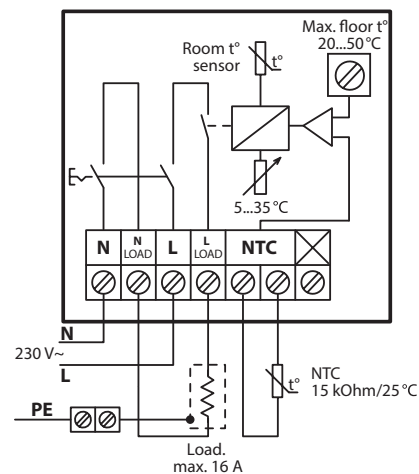 Max. floor t°
20...50 °C
Room t°
sensor
t°
5...35 °C
N
N
LOAD
L
L
LOAD
NTC
N
230 V~
L
PE
t°
NTC
15 kOhm/25 °C
Load.
max. 16 A